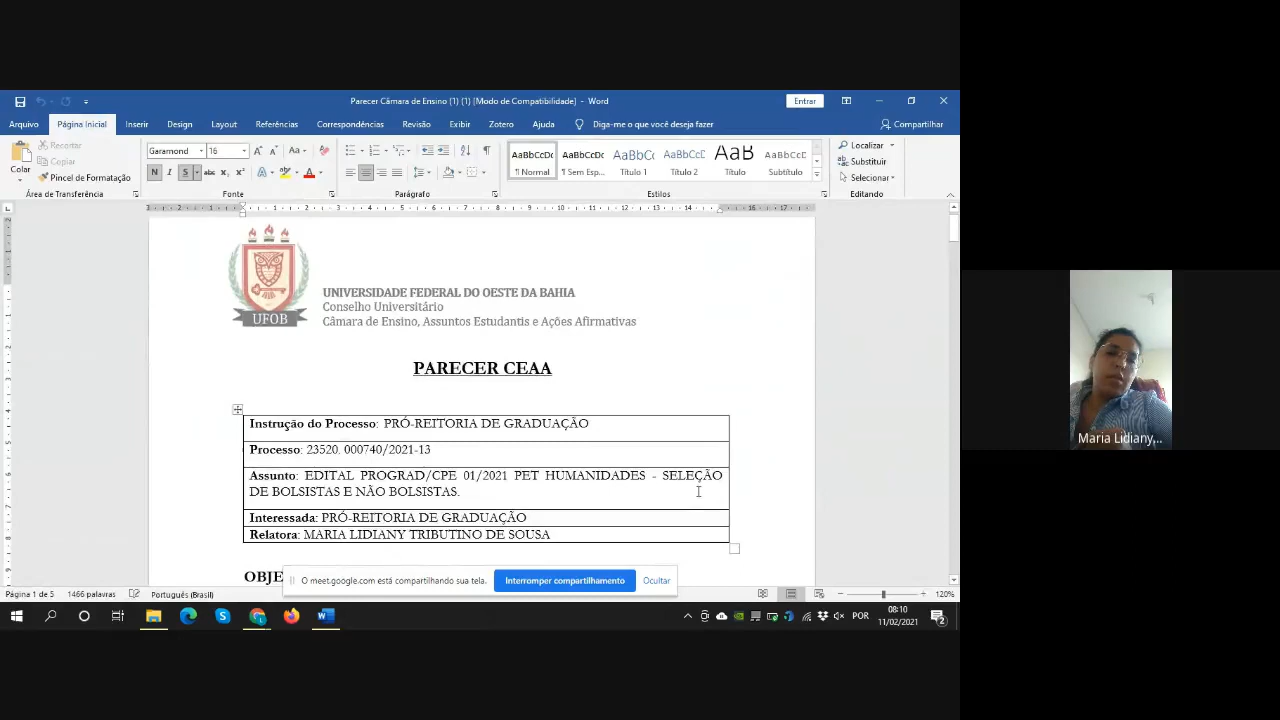 Parecer Câmara de Ensino (1) (1) [Modo de Compatibilidade] - Word
Entrar
Arquivo Página Inicial Inserir Design Layout Referências Correspondências Revisão Exibir Zotero Ajuda Diga-me o que você deseja fazer Compartilhar
Colar
Recortar
Copiar
Pincel de Formatação
Área de Transferência
Garamond 16
Fonte
Parágrafo
AaBbCcDc AaBbCcDc AaBbCc AaBbCcC AaB AaBbCcD
¶ Normal ¶ Sem Esp... Título 1 Título 2 Título Subtítulo
Estilos
Localizar
Substituir
Selecionar
Editando
UFOB
UNIVERSIDADE FEDERAL DO OESTE DA BAHIA
Conselho Universitário
Câmara de Ensino, Assuntos Estudantis e Ações Afirmativas
PARECER CEAA
Instrução do Processo: PRÓ-REITORIA DE GRADUAÇÃO
Processo: 23520. 000740/2021-13
Assunto: EDITAL PROGRAD/CPE 01/2021 PET HUMANIDADES - SELEÇÃO
DE BOLSISTAS E NÃO BOLSISTAS.
Interessada: PRÓ-REITORIA DE GRADUAÇÃO
Relatora: MARIA LIDIANY TRIBUTINO DE SOUSA
OBJE
O meet.google.com está compartilhando sua tela. Interromper compartilhamento Ocultar
Página 1 de 5 1466 palavras Português (Brasil) 120%
POR 08:10
11/02/2021
2
Maria Lidiany...